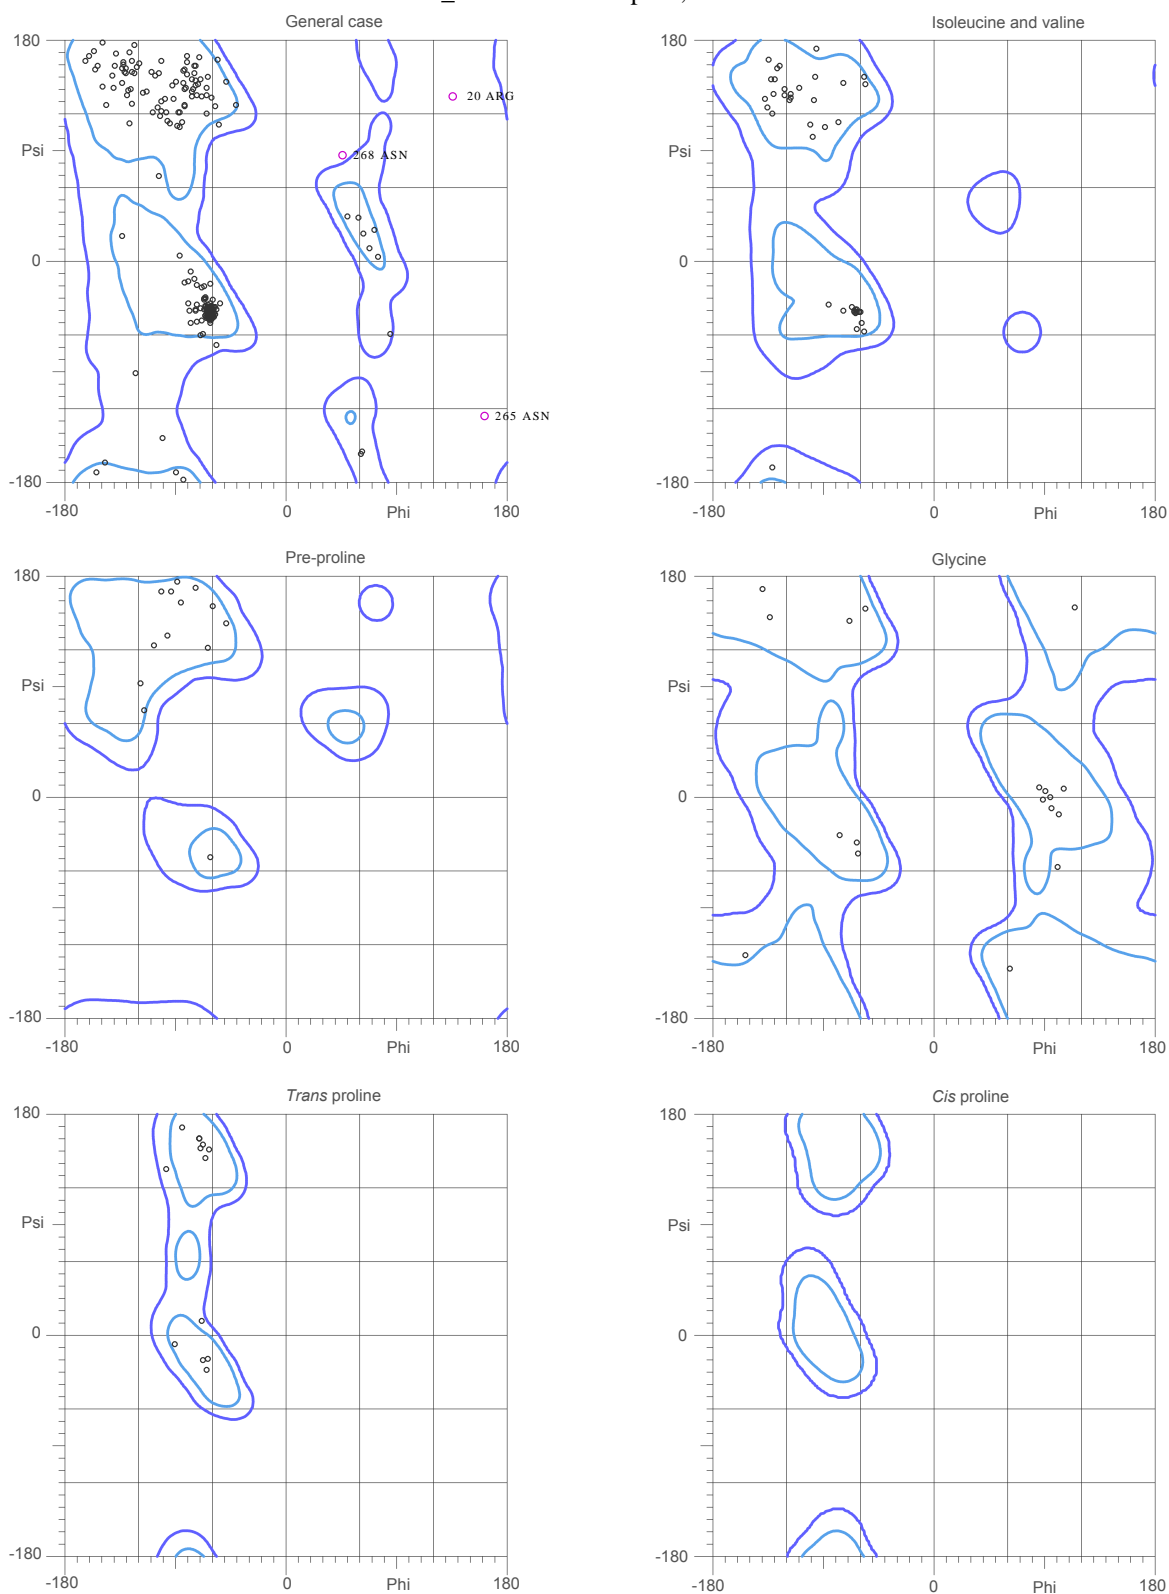 General case
Isoleucine and valine
180
180
20 ARG
Psi
268 ASN
Psi
0
0
265 ASN
-180
-180
-180
0
Phi
180
-180
0
Phi
180
Pre-proline
Glycine
180
180
Psi
Psi
0
0
-180
-180
-180
0
Phi
180
-180
0
Phi
180
Trans proline
Cis proline
180
180
Psi
Psi
0
0
-180
-180
-180
0
Phi
180
-180
0
Phi
180